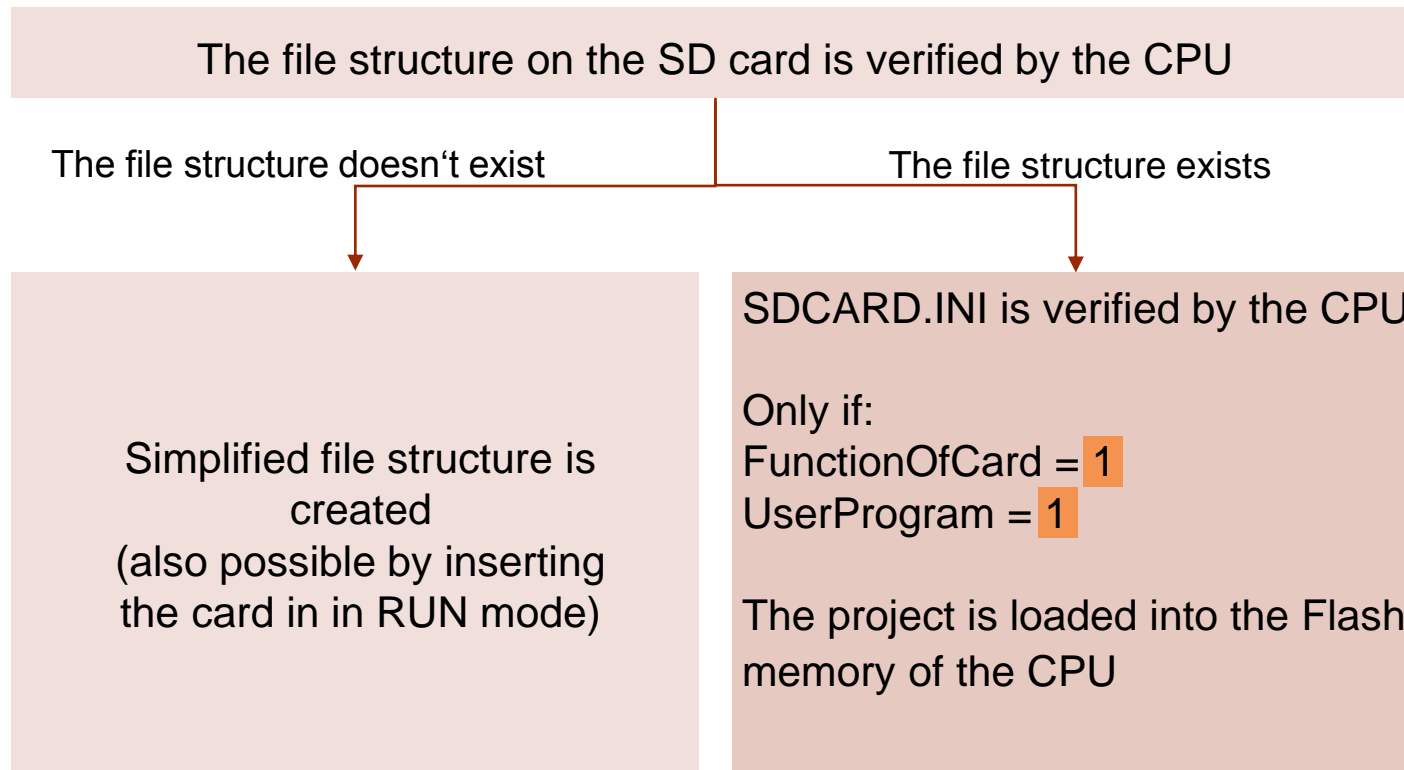 The file structure on the SD card is verified by the CPU
The file structure doen‘t exist
The file structure exists
Simplified file structure is
created
(also possible by inserting
the card in in RUN mode)
SDCARD.INI is verified by the CPU
Only if:
FunctionOfCard = 1
UserProgram = 1
The project is loaded into the Flash
memory of the CPU